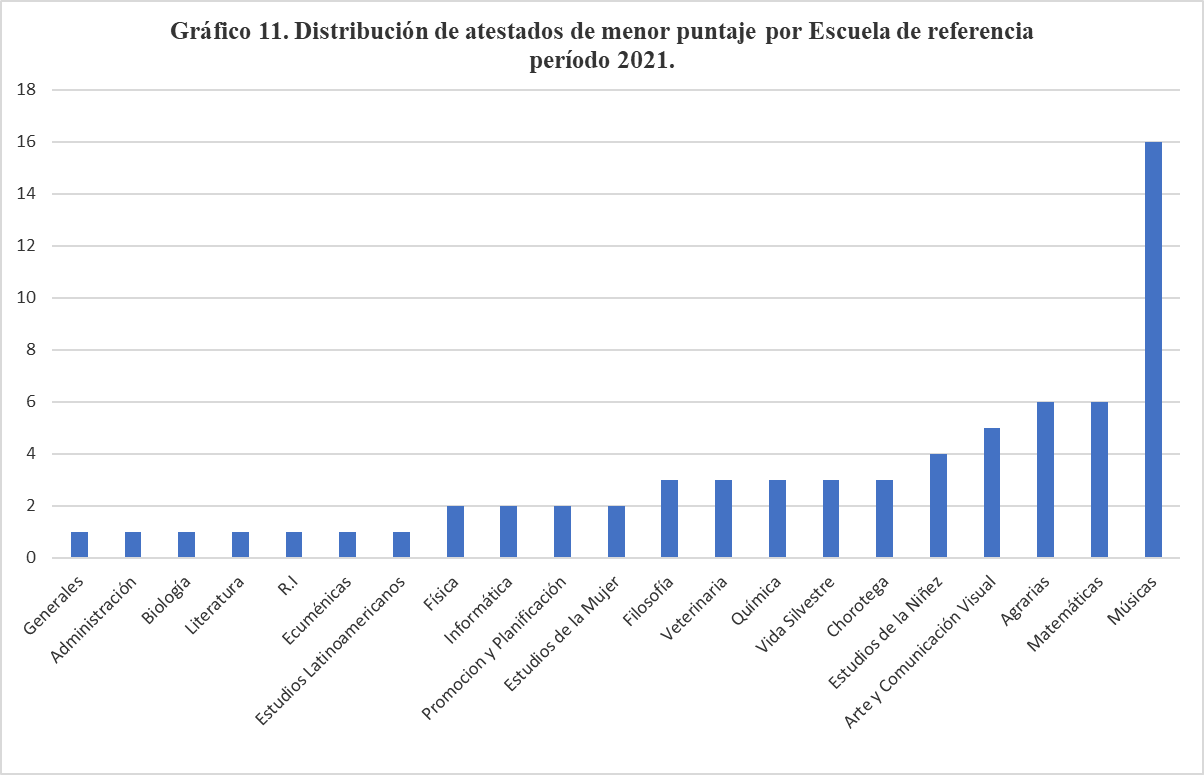 Gráfico 11. Distribución de atestados de menor puntaje por Escuela de referencia
período 2021.
18
16
14
12
10
8
6
4
2
0
Generales
Administración
Biología
Literatura
R.I
Ecuménicas
Estudios Latinoamericanos
Física
Informática
Promocion y Planificación
Estudios de la Mujer
Filosofía
Veterinaria
Química
Vida Silvestre
Chorotega
Estudios de la Niñez
Arte y Comunicación Visual
Agrarias
Matemáticas
Músicas